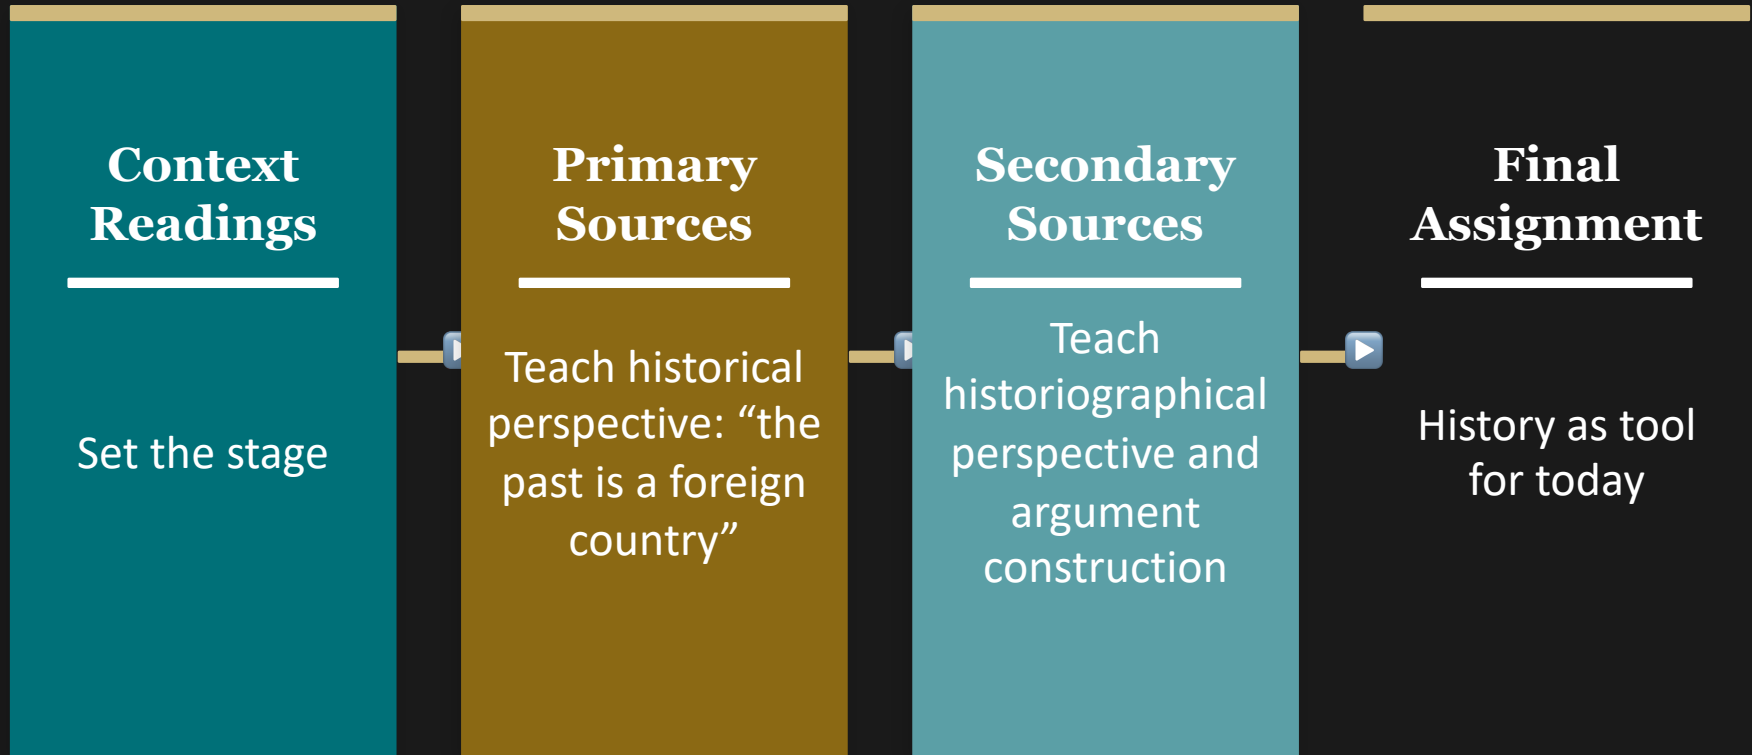 Context
Readings
Set the stage
Primary
Sources
Teach historical
perspective: “the
past is a foreign
country”
Secondary
Sources
Teach
historiographical
perspective and
argument
construction
Final
Assignment
History as tool
for today